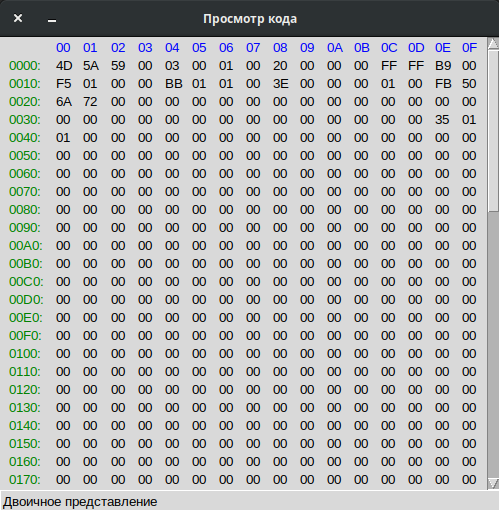 Просмотр кода
00 01 02 03 04 05 06 07 08 09 0A 0B 0C 0D 0E 0F
0000: 4D 5A 59 00 03 00 01 00 20 00 00 00 FF FF B9 00
0010: F5 01 00 00 BB 01 01 00 3E 00 00 00 01 00 FB 50
0020: 6A 72 00 00 00 00 00 00 00 00 00 00 00 00 00 00
0030: 00 00 00 00 00 00 00 00 00 00 00 00 00 00 35 01
0040: 01 00 00 00 00 00 00 00 00 00 00 00 00 00 00 00
0050: 00 00 00 00 00 00 00 00 00 00 00 00 00 00 00 00
0060: 00 00 00 00 00 00 00 00 00 00 00 00 00 00 00 00
0070: 00 00 00 00 00 00 00 00 00 00 00 00 00 00 00 00
0080: 00 00 00 00 00 00 00 00 00 00 00 00 00 00 00 00
0090: 00 00 00 00 00 00 00 00 00 00 00 00 00 00 00 00
00A0: 00 00 00 00 00 00 00 00 00 00 00 00 00 00 00 00
00B0: 00 00 00 00 00 00 00 00 00 00 00 00 00 00 00 00
00C0: 00 00 00 00 00 00 00 00 00 00 00 00 00 00 00 00
00D0: 00 00 00 00 00 00 00 00 00 00 00 00 00 00 00 00
00E0: 00 00 00 00 00 00 00 00 00 00 00 00 00 00 00 00
00F0: 00 00 00 00 00 00 00 00 00 00 00 00 00 00 00 00
0100: 00 00 00 00 00 00 00 00 00 00 00 00 00 00 00 00
0110: 00 00 00 00 00 00 00 00 00 00 00 00 00 00 00 00
0120: 00 00 00 00 00 00 00 00 00 00 00 00 00 00 00 00
0130: 00 00 00 00 00 00 00 00 00 00 00 00 00 00 00 00
0140: 00 00 00 00 00 00 00 00 00 00 00 00 00 00 00 00
0150: 00 00 00 00 00 00 00 00 00 00 00 00 00 00 00 00
0160: 00 00 00 00 00 00 00 00 00 00 00 00 00 00 00 00
0170: 00 00 00 00 00 00 00 00 00 00 00 00 00 00 00 00
Двоичное представление